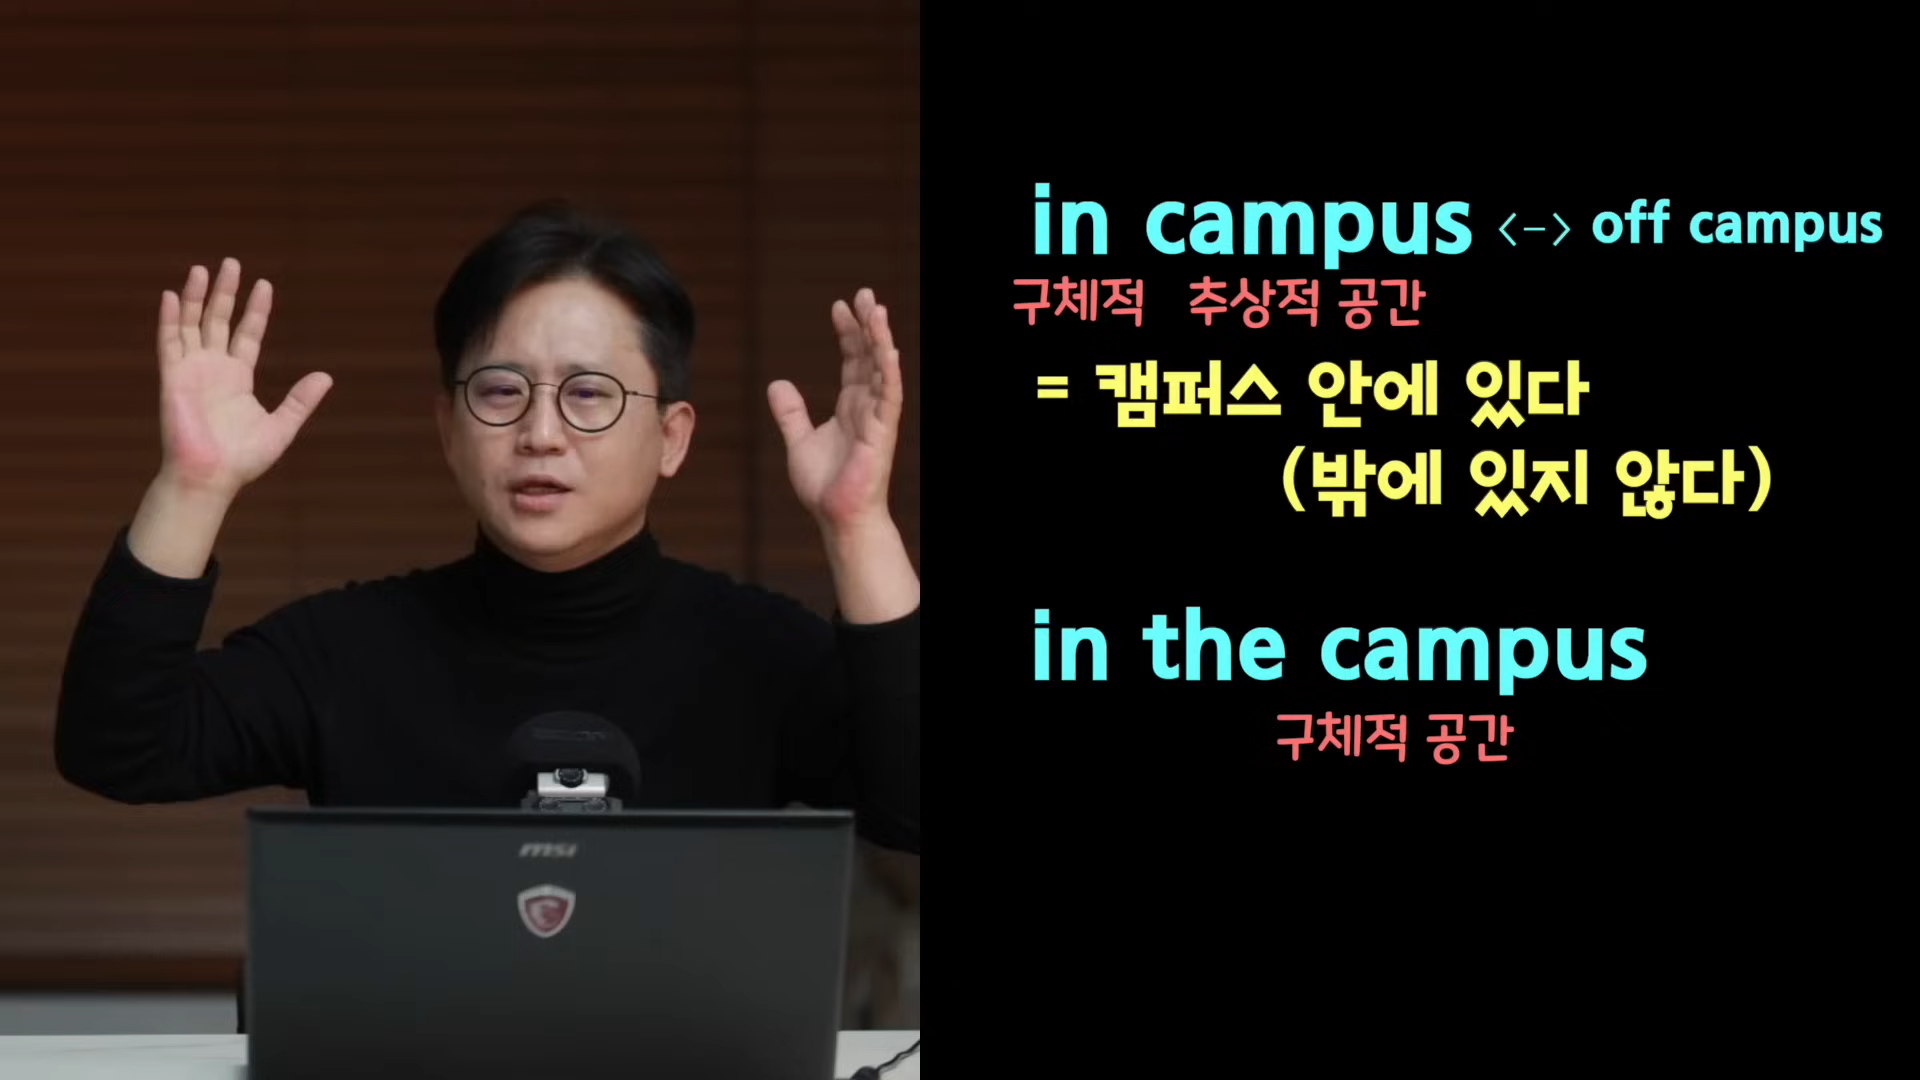 in campus <-> off campus
구체적 추상적 공간
= 캠퍼스 안에 있다
(밖에 있지 않다)
in the campus
구체적 공간
msi